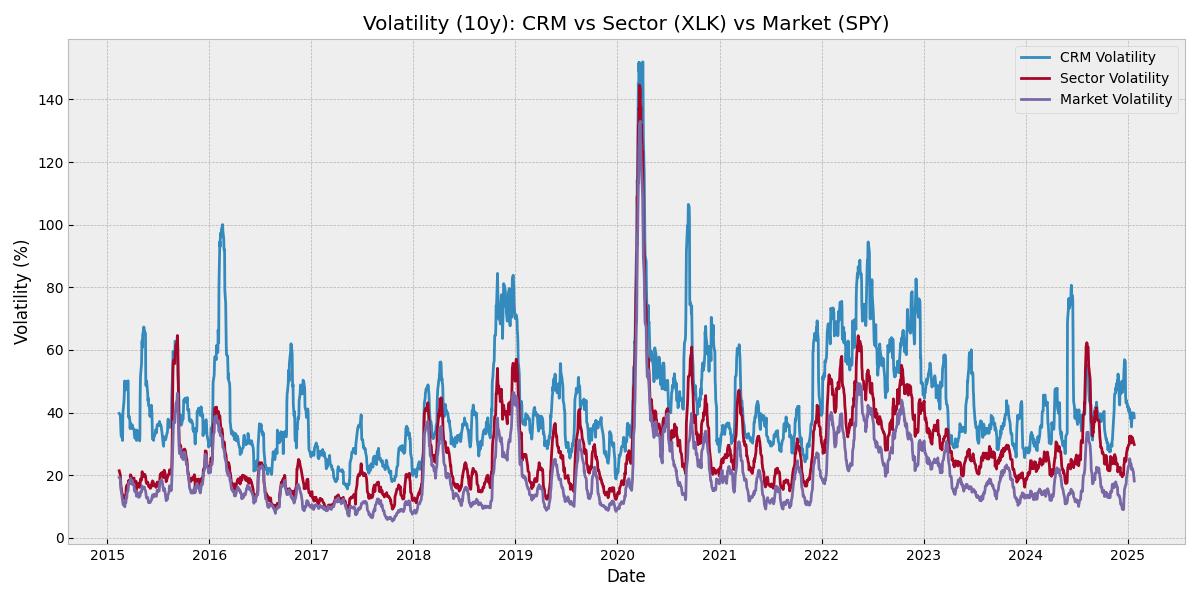 Volatility (10y): CRM vs Sector (XLK) vs Market (SPY)
CRM Volatility
Sector Volatility
Market Volatility
Volatility (%)
140
120
100
80
60
40
20
0
2015 2016 2017 2018 2019 2020 2021 2022 2023 2024 2025
Date